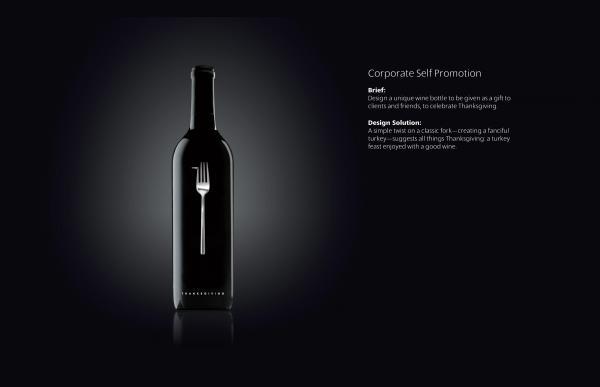 Corporate Self Promotion
Brief:
Design a unique wine bottle to be given as a gift to
clients and friends, to celebrate Thanksgiving.
Design Solution:
A simple twist on a classic fork—creating a fanciful
turkey—suggests all things Thanksgiving: a turkey
feast enjoyed with a good wine.
THANKSGIVING